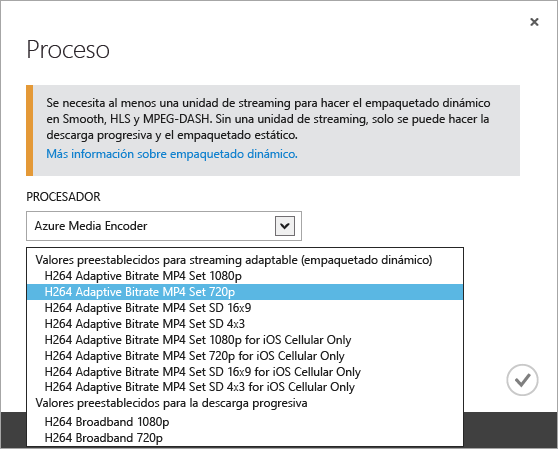 Proceso
Se necesita al menos una unidad de streaming para hacer el empaquetado dinámico
en Smooth, HLS y MPEG-DASH. Sin una unidad de streaming, solo se puede hacer la
descarga progresiva y el empaquetado estático.
Más información sobre empaquetado dinámico.
PROCESADOR
Azure Media Encoder
Valores preestablecidos para streaming adaptable (empaquetado dinámico)
H264 Adaptive Bitrate MP4 Set 1080p
H264 Adaptive Bitrate MP4 Set 720p
H264 Adaptive Bitrate MP4 Set SD 16x9
H264 Adaptive Bitrate MP4 Set SD 4x3
H264 Adaptive Bitrate MP4 Set 1080p for iOS Cellular Only
H264 Adaptive Bitrate MP4 Set 720p for iOS Cellular Only
H264 Adaptive Bitrate MP4 Set SD 16x9 for iOS Cellular Only
H264 Adaptive Bitrate MP4 Set SD 4x3 for iOS Cellular Only
Valores preestablecidos para la descarga progresiva
H264 Broadband 1080p
H264 Broadband 720p